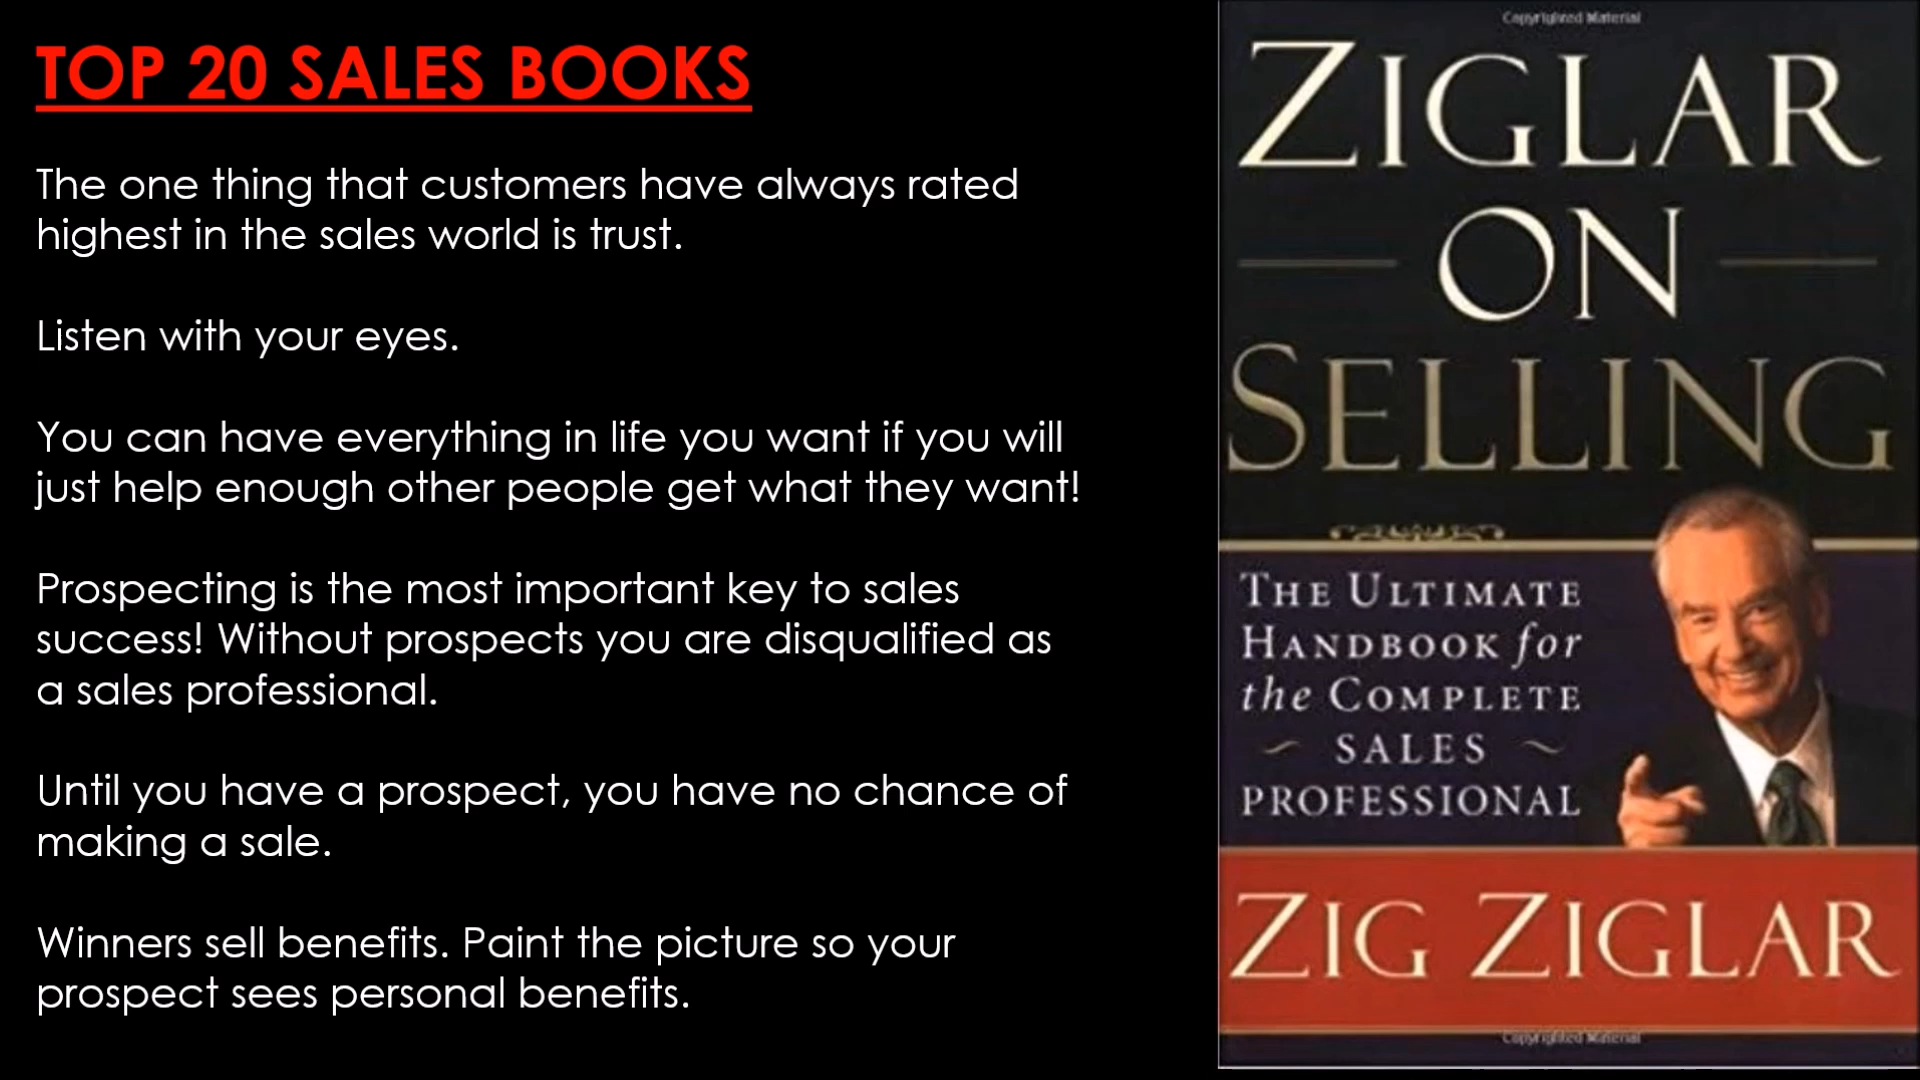 TOP 20 SALES BOOKS
The one thing that customers have always rated
highest in the sales world is trust.
Listen with your eyes.
You can have everything in life you want if you will
just help enough other people get what they want!
Prospecting is the most important key to sales
success! Without prospects you are disqualified as
a sales professional.
Until you have a prospect, you have no chance of
making a sale.
Winners sell benefits. Paint the picture so your
prospect sees personal benefits.
Copyrighted Material
ZIGLAR
ON
SELLING
THE ULTIMATE
HANDBOOK for
the COMPLETE
SALES
PROFESSIONAL
ZIG ZIGLAR
Copyrighted Material